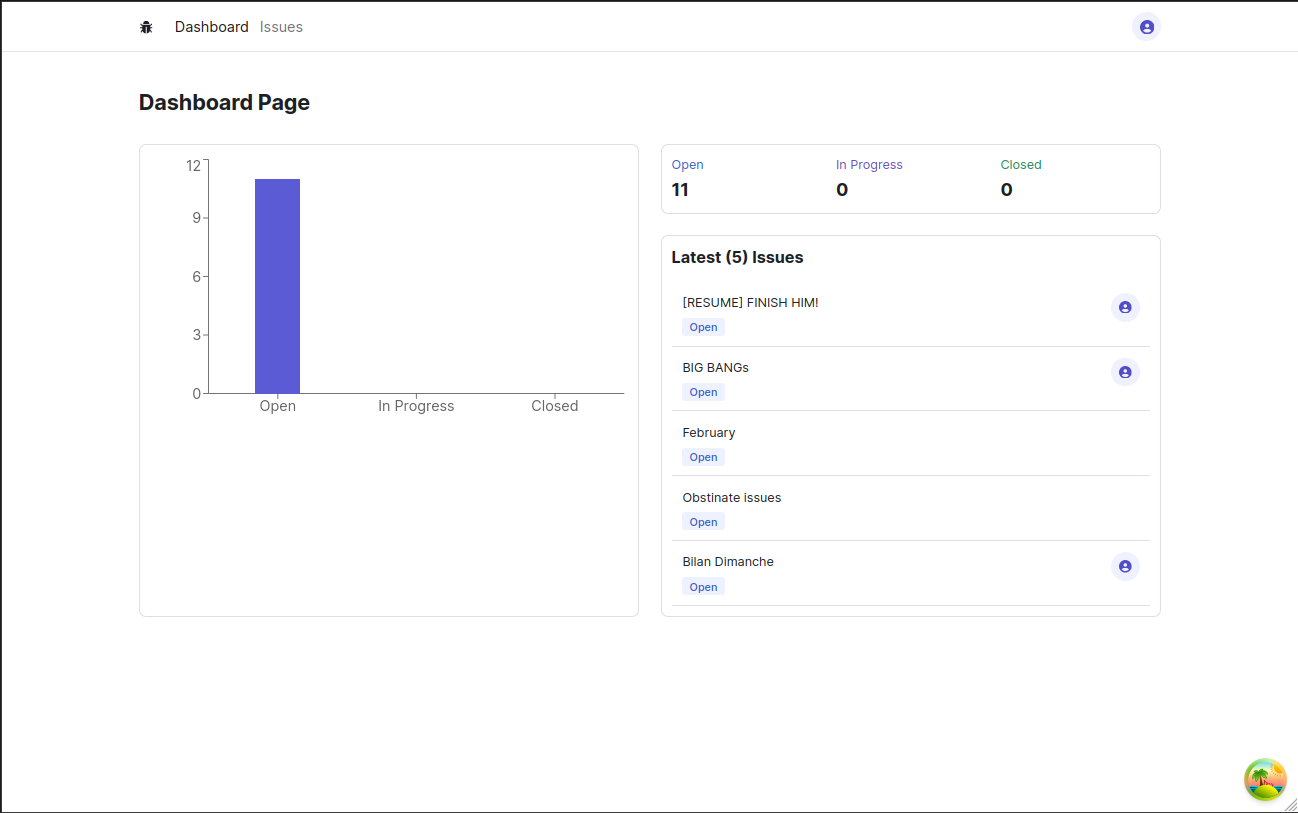 Dashboard Issues
Dashboard Page
12
9
6
3
0
Open In Progress Closed
Open In Progress Closed
11 0 0
Latest (5) Issues
[RESUME] FINISH HIM!
Open
BIG BANGs
Open
February
Open
Obstinate issues
Open
Bilan Dimanche
Open